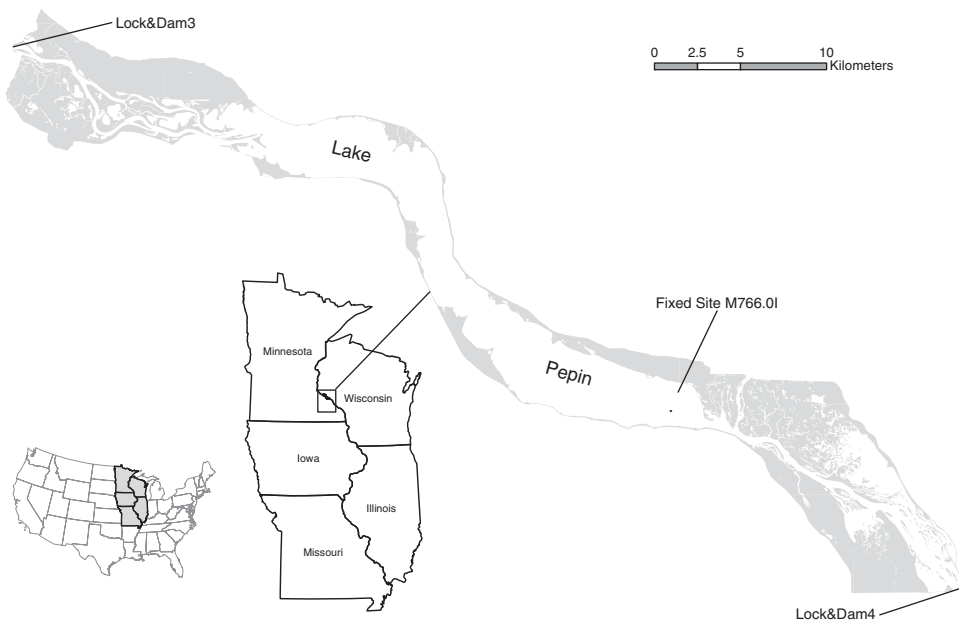 Lock&Dam3
0 2.5 5 10
Kilometers
Lake
Fixed Site M766.0I
Minnesota
Pepin
Wisconsin
Iowa
Illinois
Missouri
Lock&Dam4